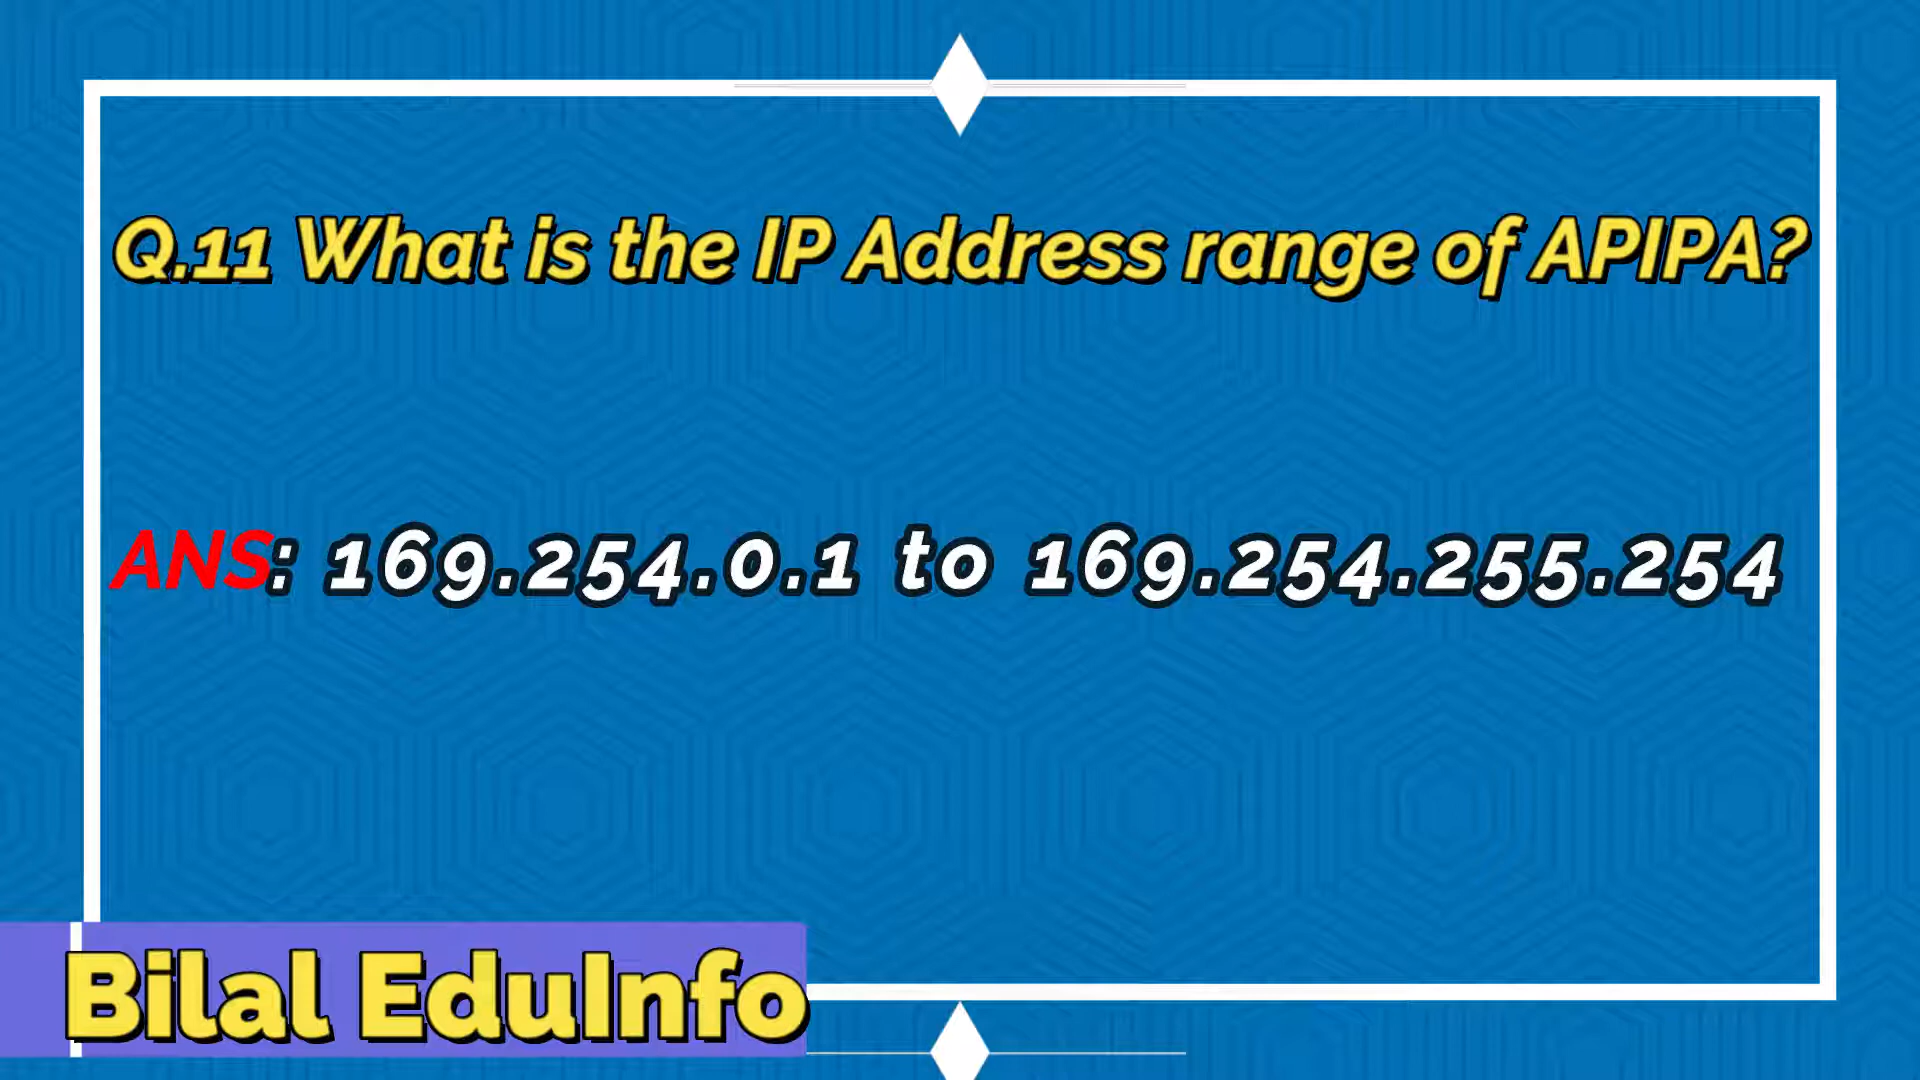 Q.11 What is the IP Address range of APIPA?
ANS: 169.254.0.1 to 169.254.255.254
Bilal EduInfo